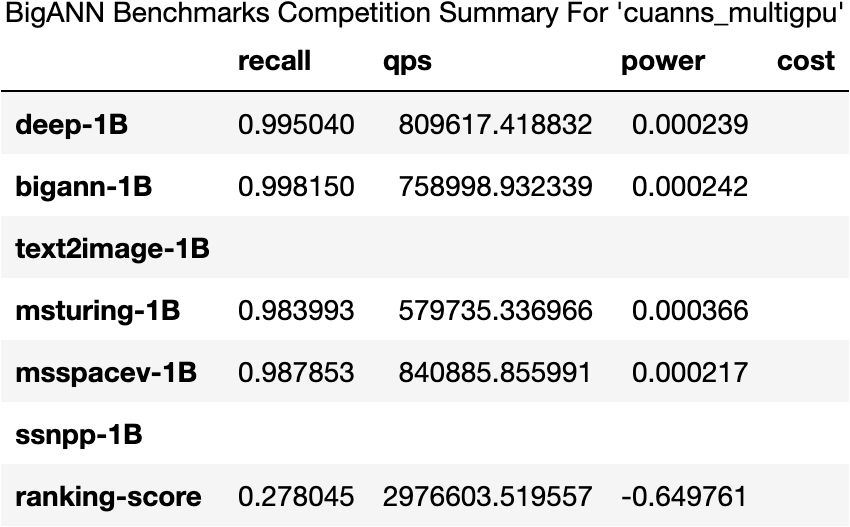 BigANN Benchmarks Competition Summary For 'cuanns_multigpu'
recall qps power cost
deep-1B 0.995040 809617.418832 0.000239
bigann-1B 0.998150 758998.932339 0.000242
text2image-1B
msturing-1B 0.983993 579735.336966 0.000366
msspacev-1B 0.987853 840885.855991 0.000217
ssnpp-1B
ranking-score 0.278045 2976603.519557 -0.649761